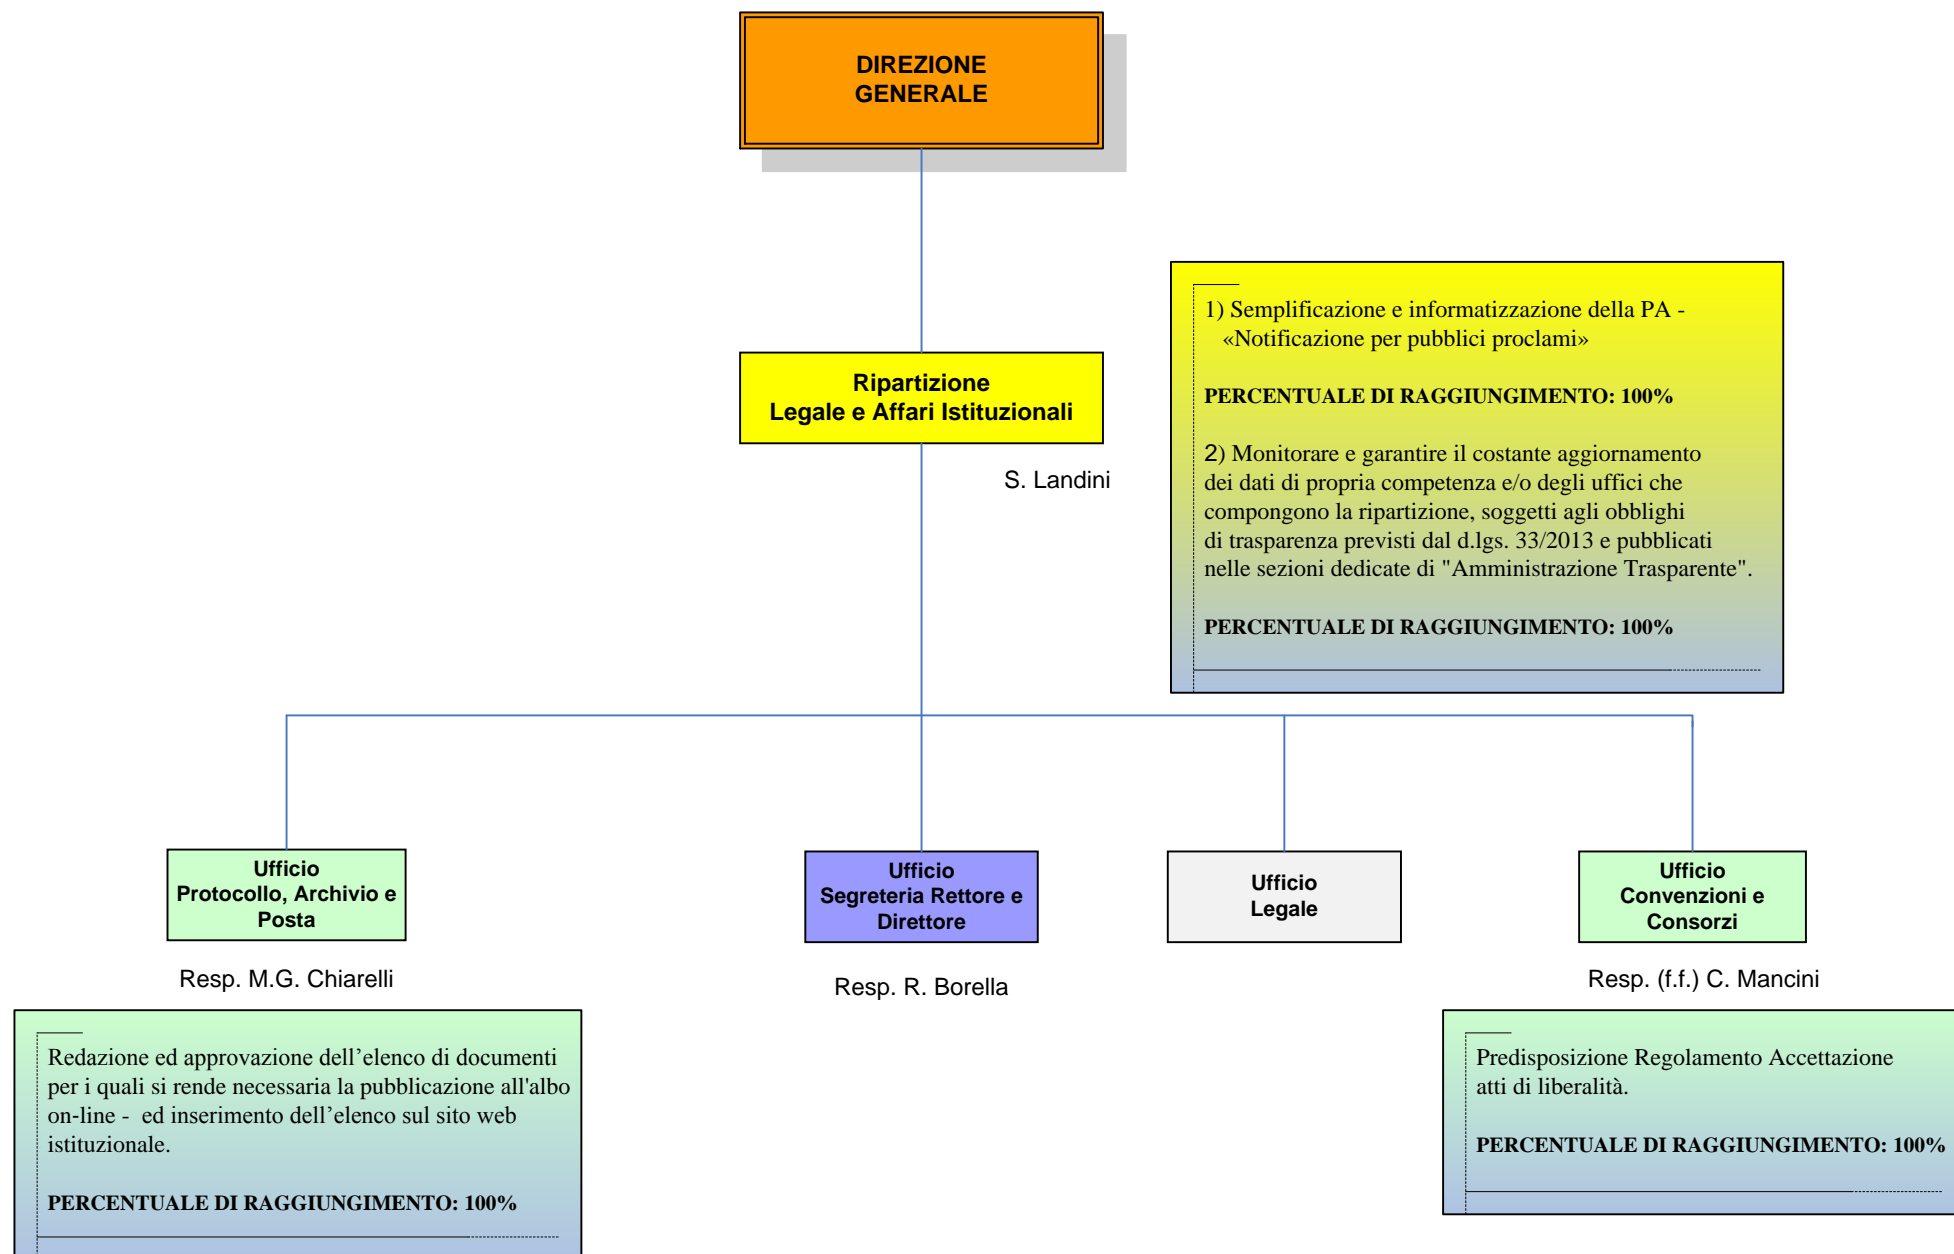 DIREZIONE
GENERALE
Ripartizione
Legale e Affari Istituzionali
S. Landini
1) Semplificazione e informatizzazione della PA -
«Notificazione per pubblici proclami»
PERCENTUALE DI RAGGIUNGIMENTO: 100%
2) Monitorare e garantire il costante aggiornamento
dei dati di propria competenza e/o degli uffici che
compongono la ripartizione, soggetti agli obblighi
di trasparenza previsti dal d.lgs. 33/2013 e pubblicati
nelle sezioni dedicate di "Amministrazione Trasparente".
PERCENTUALE DI RAGGIUNGIMENTO: 100%
Ufficio
Protocollo, Archivio e
Posta
Resp. M.G. Chiarelli
Redazione ed approvazione dell’elenco di documenti
per i quali si rende necessaria la pubblicazione all'albo
on-line -  ed inserimento dell’elenco sul sito web
istituzionale.
PERCENTUALE DI RAGGIUNGIMENTO: 100%
Ufficio
Segreteria Rettore e
Direttore
Resp. R. Borella
Ufficio
Legale
Ufficio
Convenzioni e
Consorzi
Resp. (f.f.) C. Mancini
Predisposizione Regolamento Accettazione
atti di liberalità.
PERCENTUALE DI RAGGIUNGIMENTO: 100%